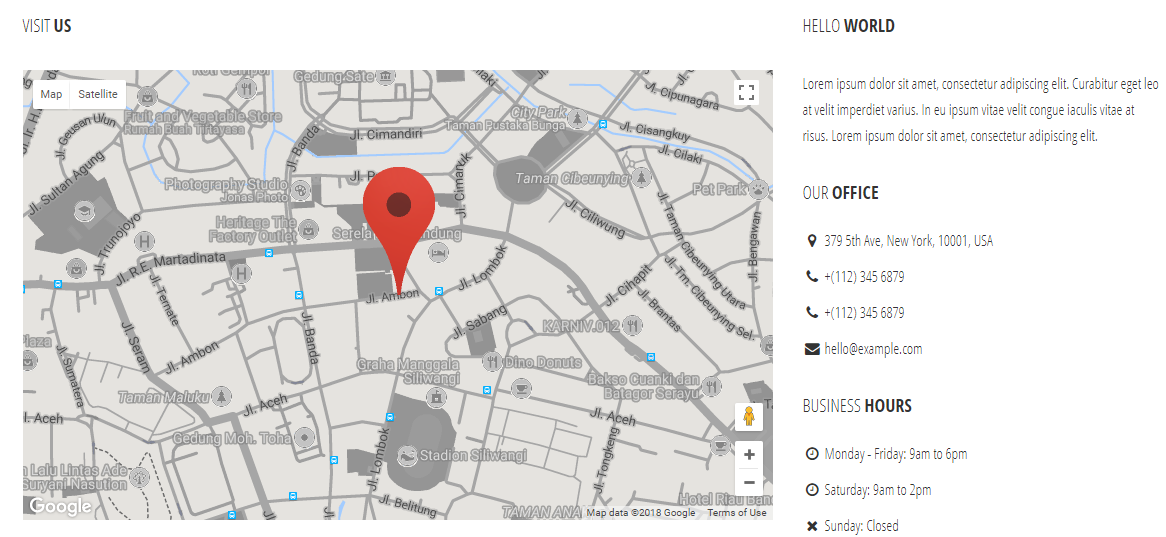 VISIT US
Map
Satellite
Gedung Sate
Jl. Cipunagara
Fruit and Vegetable Store
Rumah Buah Tirtayasa
City Park
Taman Pustaka Bunga
Jl. Geusan Ulun
Jl. Cimandiri
Jl. Cisangkuy
Jl. Banda
Jl. Cilaki
Jl. Sultan Agung
Jl. Cimanuk
Photography Studio
Jonas Photo
Taman Cibeunying
Pet Park
Heritage The
Factory Outlet
Jl. Ciliwung
Jl. Trunojoyo
Jl. Bengawan
Jl. R.E. Martadinata
Jl. Lombok
Jl. Cihapit
Jl. Tm. Cibeunying Utara
Jl. Ternate
Jl. Ambon
Jl. Brantas
Jl. Tm. Cibeunying Sel.
Jl. Sabang
KARNIV.012
Jl. Seram
Jl. Banda
Jl. Ambon
Graha Manggala
Siliwangi
Dino Donuts
Jl. Sumatera
Bakso Cuanki dan
Batagor Serayu
Taman Maluku
Jl. Aceh
Jl. Aceh
Jl. Aceh
Gedung Moh. Toha
Jl. Lombok
Stadion Siliwangi
Jl. Tongkeng
Lalu Lintas Ade
Suryani Nasution
Jl. Belitung
Hotel Riau
TAMAN ANA
Google
Map data ©2018 Google
Terms of Use
HELLO WORLD
Lorem ipsum dolor sit amet, consectetur adipiscing elit. Curabitur eget leo
at velit imperdiet varius. In eu ipsum vitae velit congue iaculis vitae at
risus. Lorem ipsum dolor sit amet, consectetur adipiscing elit.
OUR OFFICE
379 5th Ave, New York, 10001, USA
+(112) 345 6879
+(112) 345 6879
hello@example.com
BUSINESS HOURS
Monday - Friday: 9am to 6pm
Saturday: 9am to 2pm
Sunday: Closed